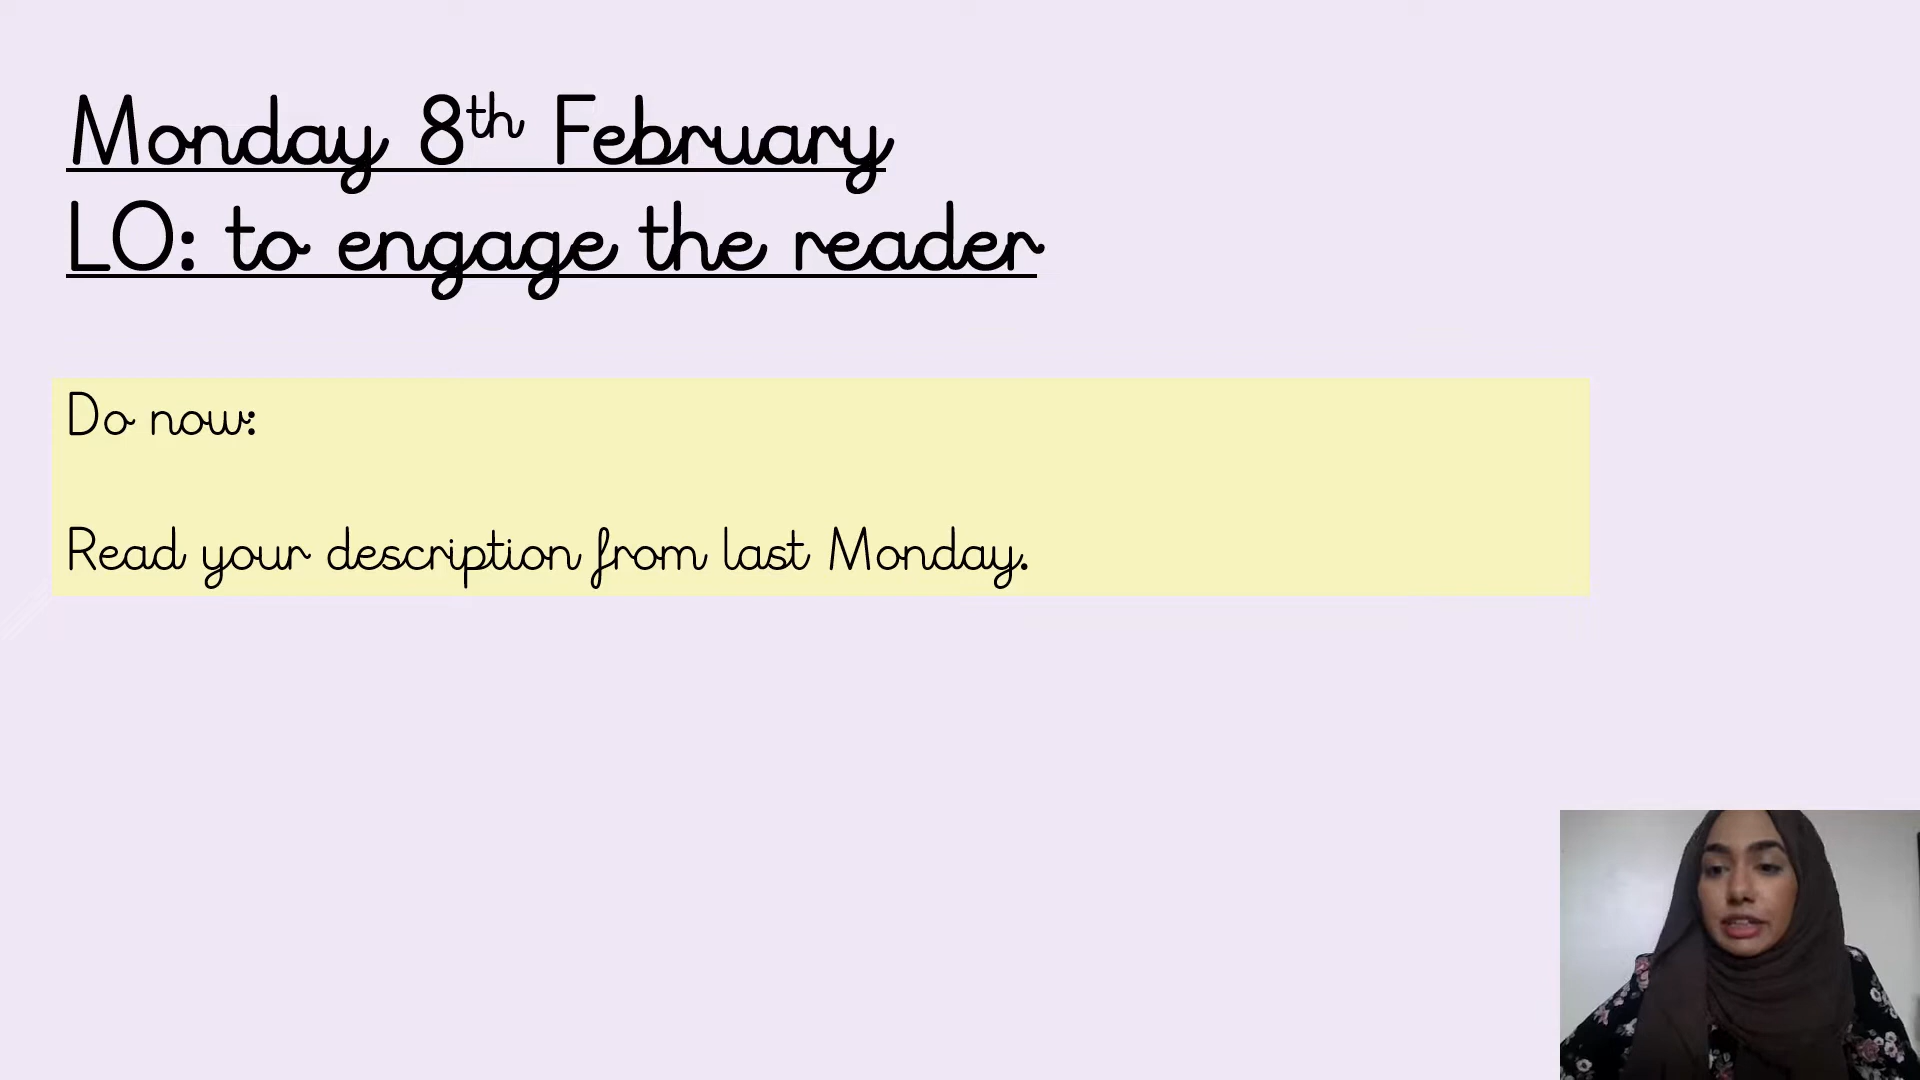 Monday 8th February
LO: to engage the reader
Do now:
Read your description from last Monday.